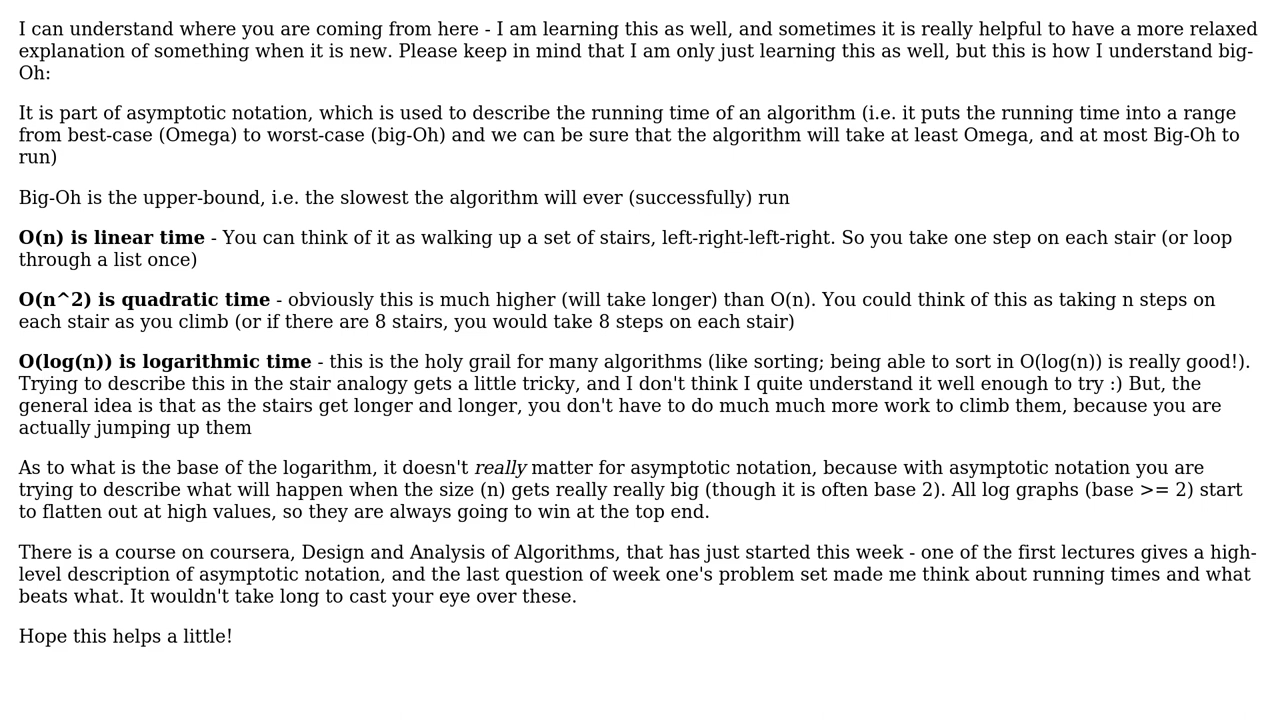 I can understand where you are coming from here - I am learning this as well, and sometimes it is really helpful to have a more relaxed
explanation of something when it is new. Please keep in mind that I am only just learning this as well, but this is how I understand big-
Oh:
It is part of asymptotic notation, which is used to describe the running time of an algorithm (i.e. it puts the running time into a range
from best-case (Omega) to worst-case (big-Oh) and we can be sure that the algorithm will take at least Omega, and at most Big-Oh to
run)
Big-Oh is the upper-bound, i.e. the slowest the algorithm will ever (successfully) run
O(n) is linear time - You can think of it as walking up a set of stairs, left-right-left-right. So you take one step on each stair (or loop
through a list once)
O(n^2) is quadratic time - obviously this is much higher (will take longer) than O(n). You could think of this as taking n steps on
each stair as you climb (or if there are 8 stairs, you would take 8 steps on each stair)
O(log(n)) is logarithmic time - this is the holy grail for many algorithms (like sorting; being able to sort in O(log(n)) is really good!).
Trying to describe this in the stair analogy gets a little tricky, and I don't think I quite understand it well enough to try :) But, the
general idea is that as the stairs get longer and longer, you don't have to do much much more work to climb them, because you are
actually jumping up them
As to what is the base of the logarithm, it doesn't really matter for asymptotic notation, because with asymptotic notation you are
trying to describe what will happen when the size (n) gets really really big (though it is often base 2). All log graphs (base >= 2) start
to flatten out at high values, so they are always going to win at the top end.
There is a course on coursera, Design and Analysis of Algorithms, that has just started this week - one of the first lectures gives a high-
level description of asymptotic notation, and the last question of week one's problem set made me think about running times and what
beats what. It wouldn't take long to cast your eye over these.
Hope this helps a little!